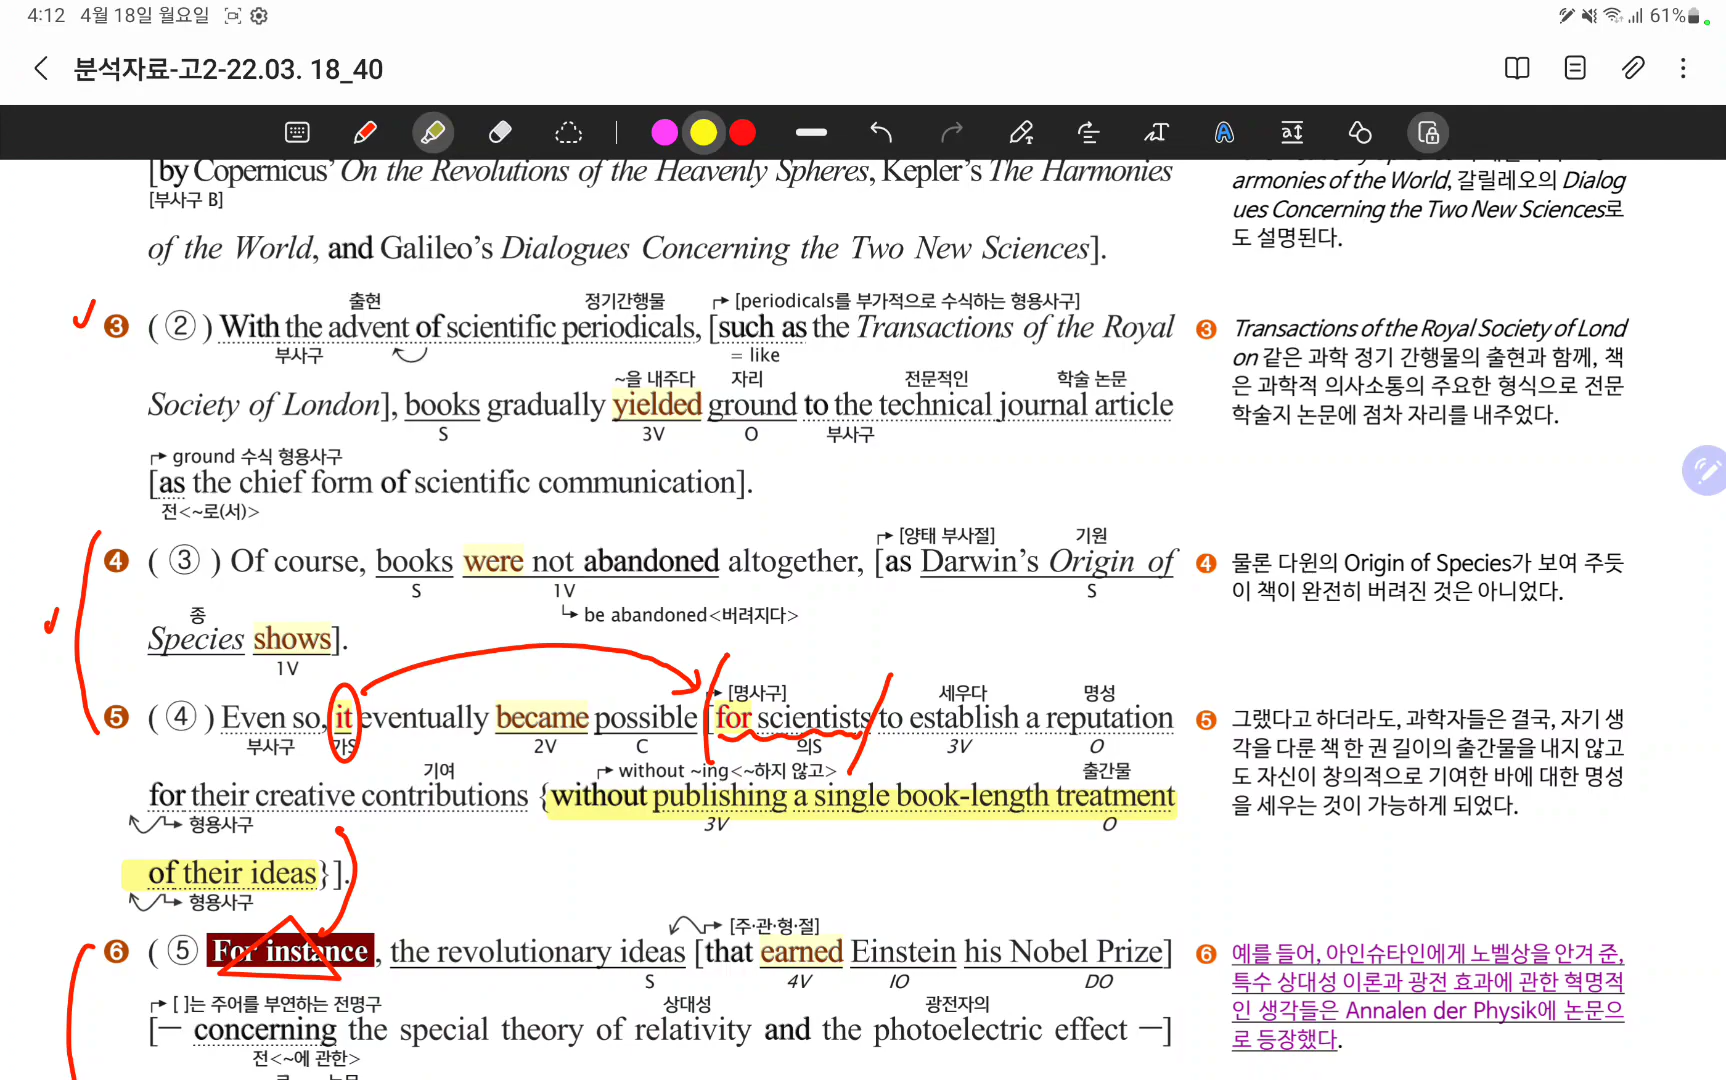 4:12 4월 18일 월요일 61%
분석자료-고2-22.03. 18_40
[by Copernicus’ On the Revolutions of the Heavenly Spheres, Kepler’s The Harmonies
[부사구 B]
of the World, and Galileo’s Dialogues Concerning the Two New Sciences].
armonies of the World, 갈릴레오의 Dialog
ues Concerning the Two New Sciences로
도 설명된다.
출현 정기간행물 [periodicals를 부가적으로 수식하는 형용사구]
3 ( ② ) With the advent of scientific periodicals, [such as the Transactions of the Royal
부사구 = like
~을 내주다 자리 전문적인 학술 논문
Society of London], books gradually yielded ground to the technical journal article
S 3V O 부사구
ground 수식 형용사구
[as the chief form of scientific communication].
전<~로(서)>
3 Transactions of the Royal Society of Lond
on 같은 과학 정기 간행물의 출현과 함께, 책
은 과학적 의사소통의 주요한 형식으로 전문
학술지 논문에 점차 자리를 내주었다.
[양태 부사절] 기원
4 ( ③ ) Of course, books were not abandoned altogether, [as Darwin’s Origin of
S 1V S
종 be abandoned<버려지다>
Species shows].
1V
4 물론 다윈의 Origin of Species가 보여 주듯
이 책이 완전히 버려진 것은 아니었다.
[명사구] 세우다 명성
5 ( ④ ) Even so, it eventually became possible [for scientists to establish a reputation
부사구 가S 2V C 의S 3V O
기여 without ~ing<~하지 않고> 출간물
for their creative contributions {without publishing a single book-length treatment
형용사구 3V O
of their ideas}].
형용사구
5 그랬다고 하더라도, 과학자들은 결국, 자기 생
각을 다룬 책 한 권 길이의 출간물을 내지 않고
도 자신이 창의적으로 기여한 바에 대한 명성
을 세우는 것이 가능하게 되었다.
[주·관·형·절]
6 ( ⑤ ) For instance, the revolutionary ideas [that earned Einstein his Nobel Prize]
S 4V IO DO
[ ]는 주어를 부연하는 전명구 상대성 광전자의
[— concerning the special theory of relativity and the photoelectric effect —]
전<~에 관한>
6 예를 들어, 아인슈타인에게 노벨상을 안겨 준,
특수 상대성 이론과 광전 효과에 관한 혁명적
인 생각들은 Annalen der Physik에 논문으
로 등장했다.